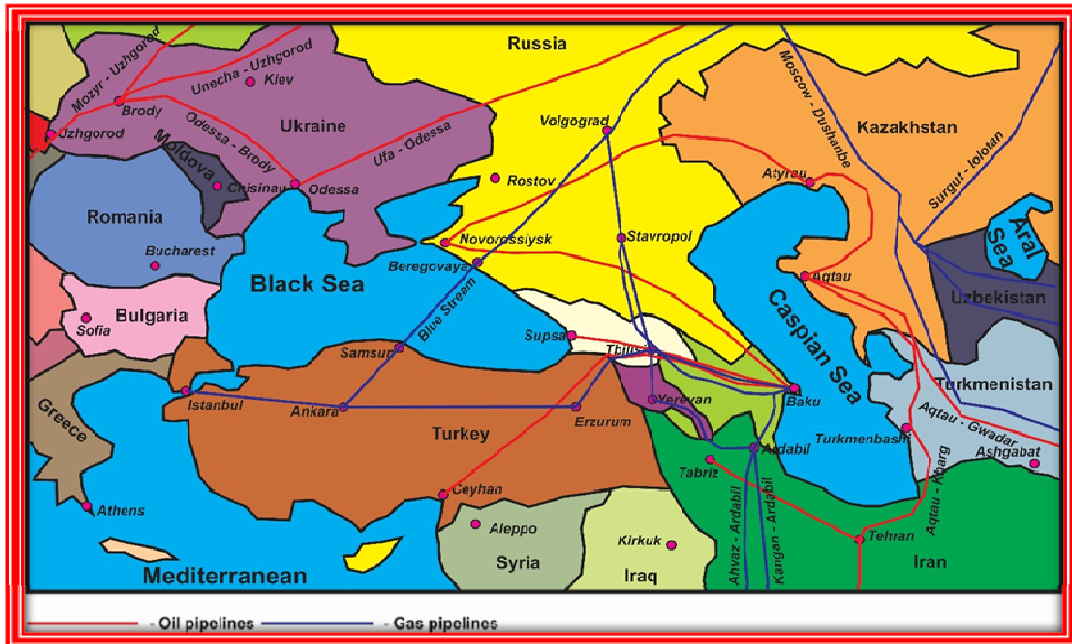 Russia
Mozyr - Uzhgorod
Unecha - Uzhgorod
Kiev
Brody
Moscow - Dushanbe
Volgograd
Ukraine
Kazakhstan
Uzhgorod
Odessa - Brody
Ufa - Odessa
Surgut - Iolotan
Moldova
Atyrau
Rostov
Chisinau
Odessa
Romania
Aral
Sea
Stavropol
Novorossiysk
Bucharest
Beregovaya
Aqtau
Black Sea
Uzbekistan
Bulgaria
Blue Stream
Caspian Sea
Sofia
Supsa
Samsun
Turkmenistan
Baku
Yerevan
Istanbul
Ankara
Erzurum
Greece
Aqtau - Gwadar
Turkey
Turkmenbashi
Ardabil
Ashgabat
Tabriz
Ceyhan
Aqtau - Kharg
Athens
Ahvaz - Ardabil
Kangan - Ardabil
Aleppo
Kirkuk
Tehran
Syria
Iran
Mediterranean
Iraq
- Oil pipelines
- Gas pipelines